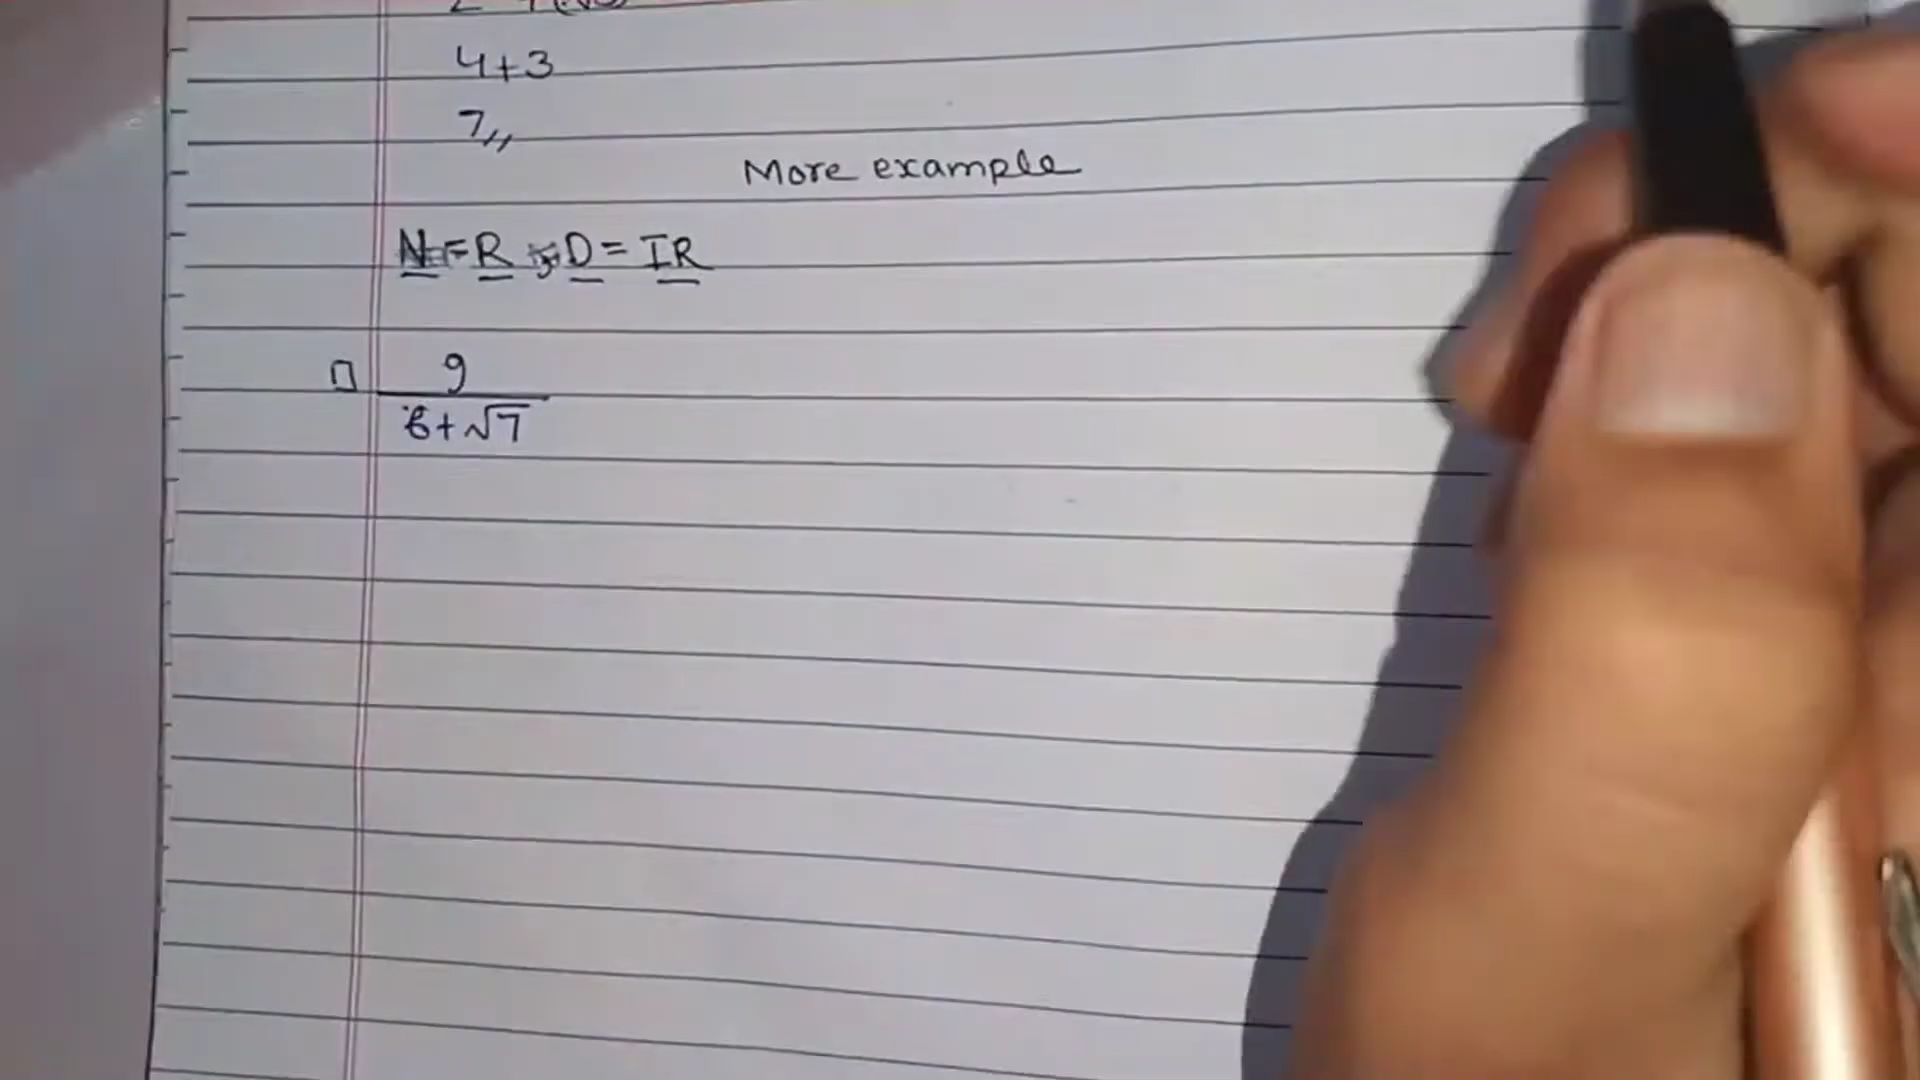 4+3
7,,
More example
N=R ; D= IR
9
6+√7